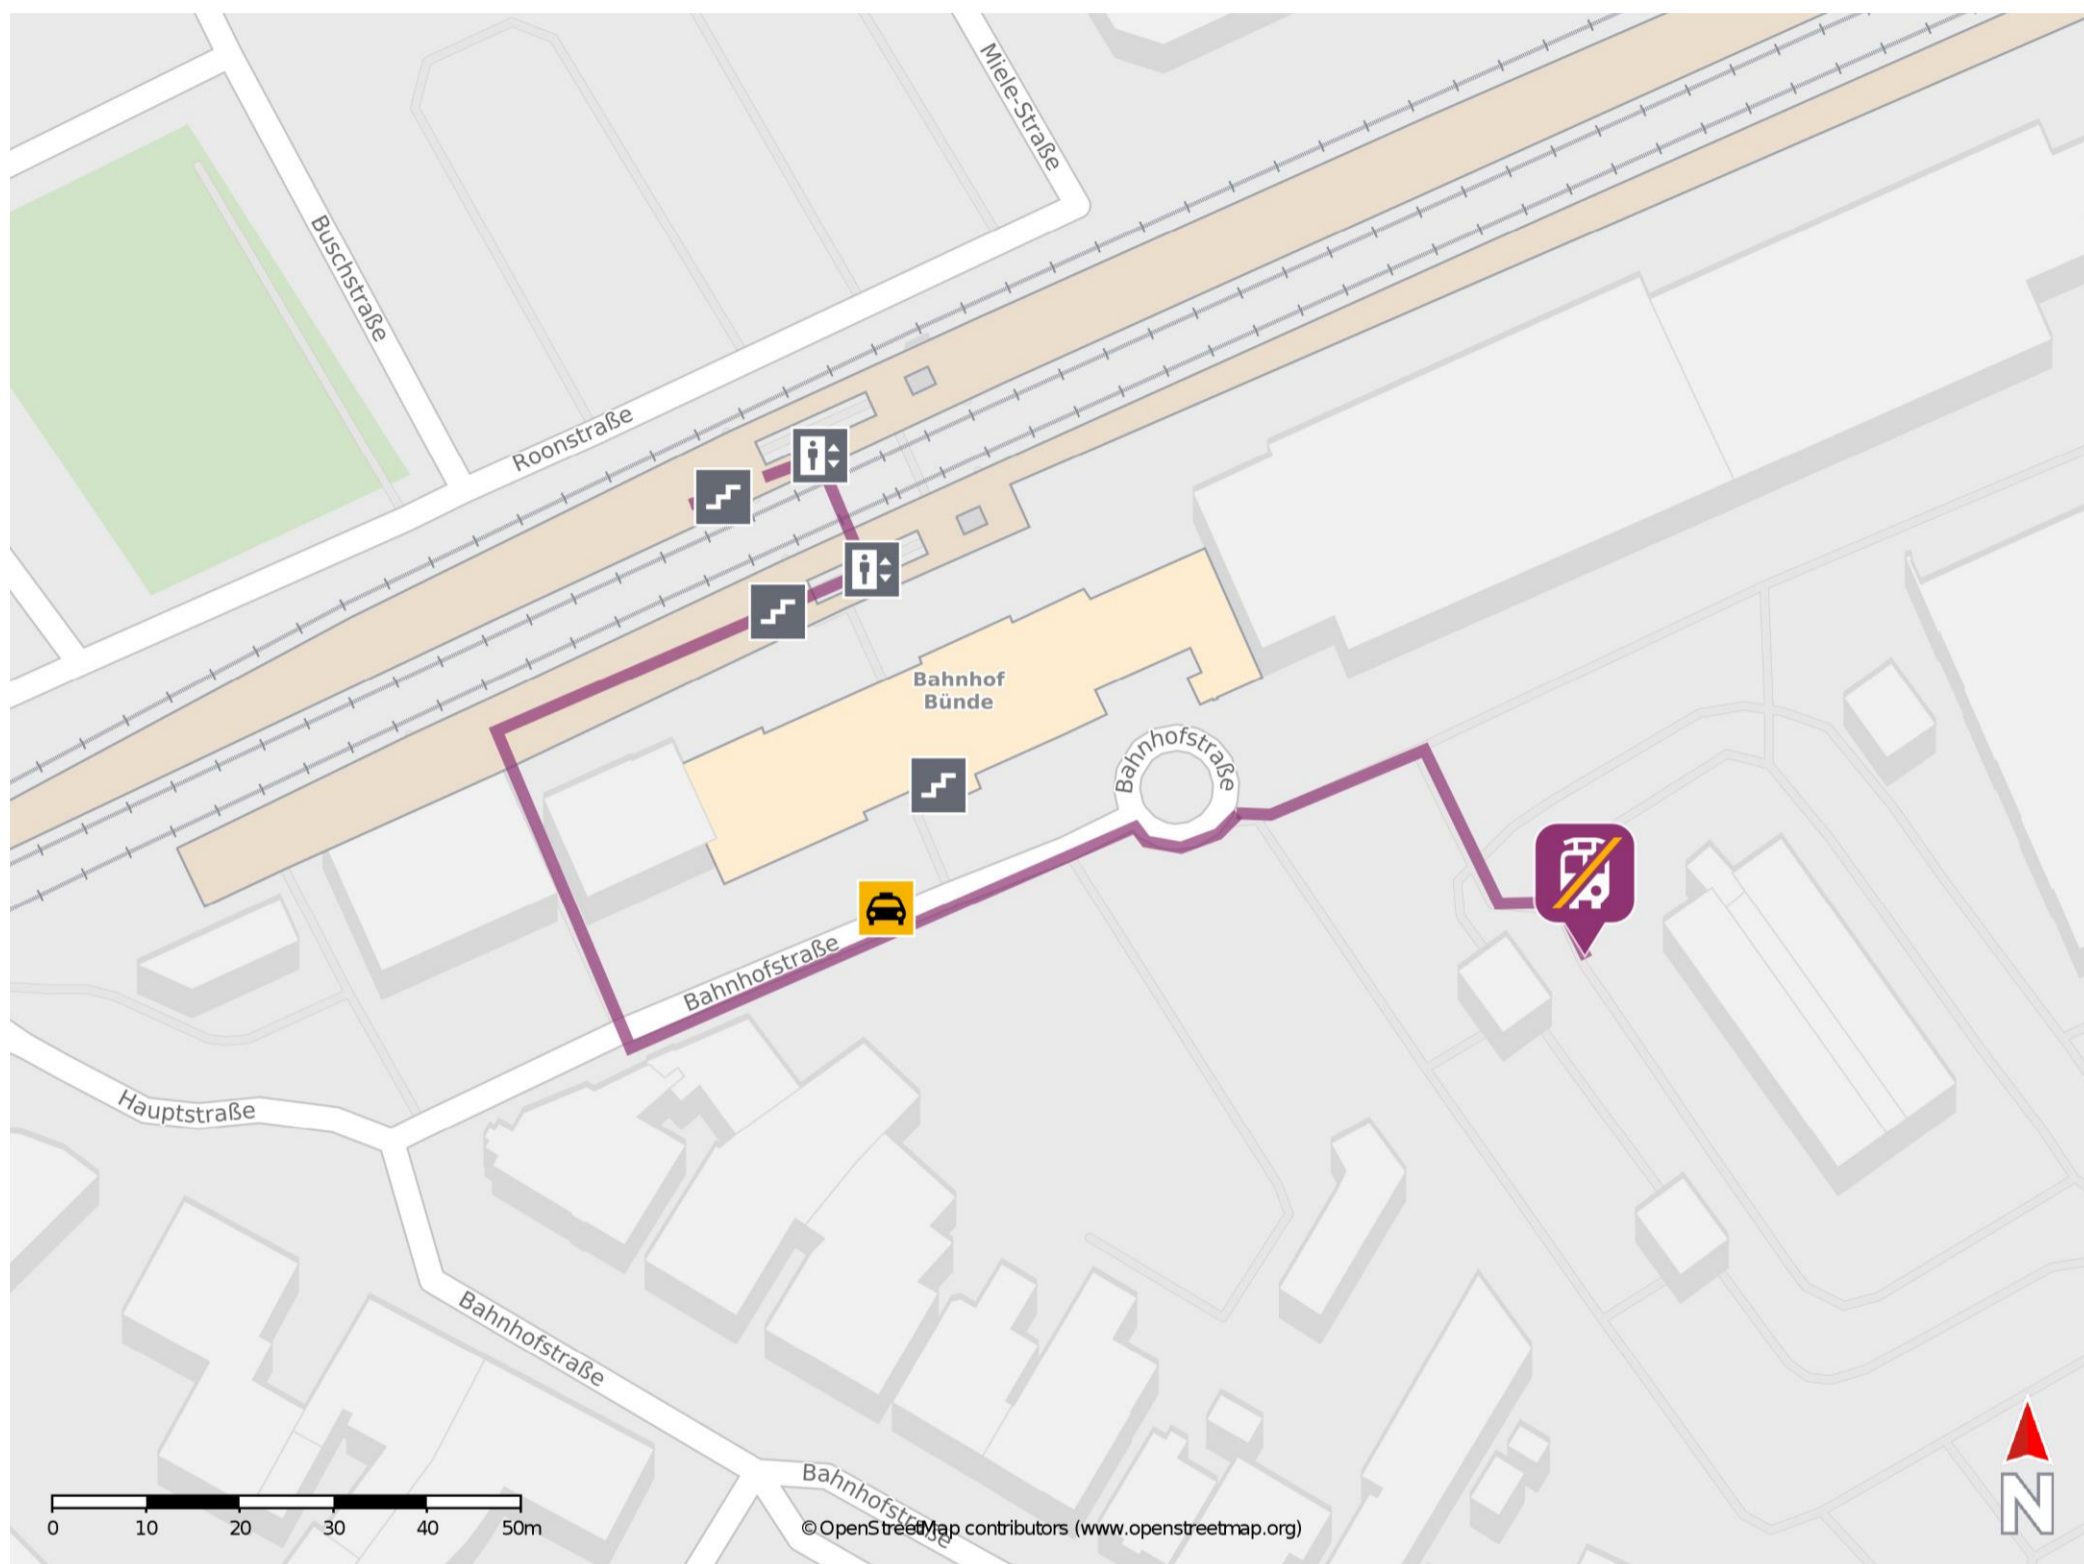 Miele-Straße
Buschstraße
Roonstraße
Bahnhof
Bünde
Bahnhofstraße
Bahnhofstraße
Hauptstraße
Bahnhofstraße
Bahnhofstraße
0 10 20 30 40 50m
© OpenStreetMap contributors (www.openstreetmap.org)
N